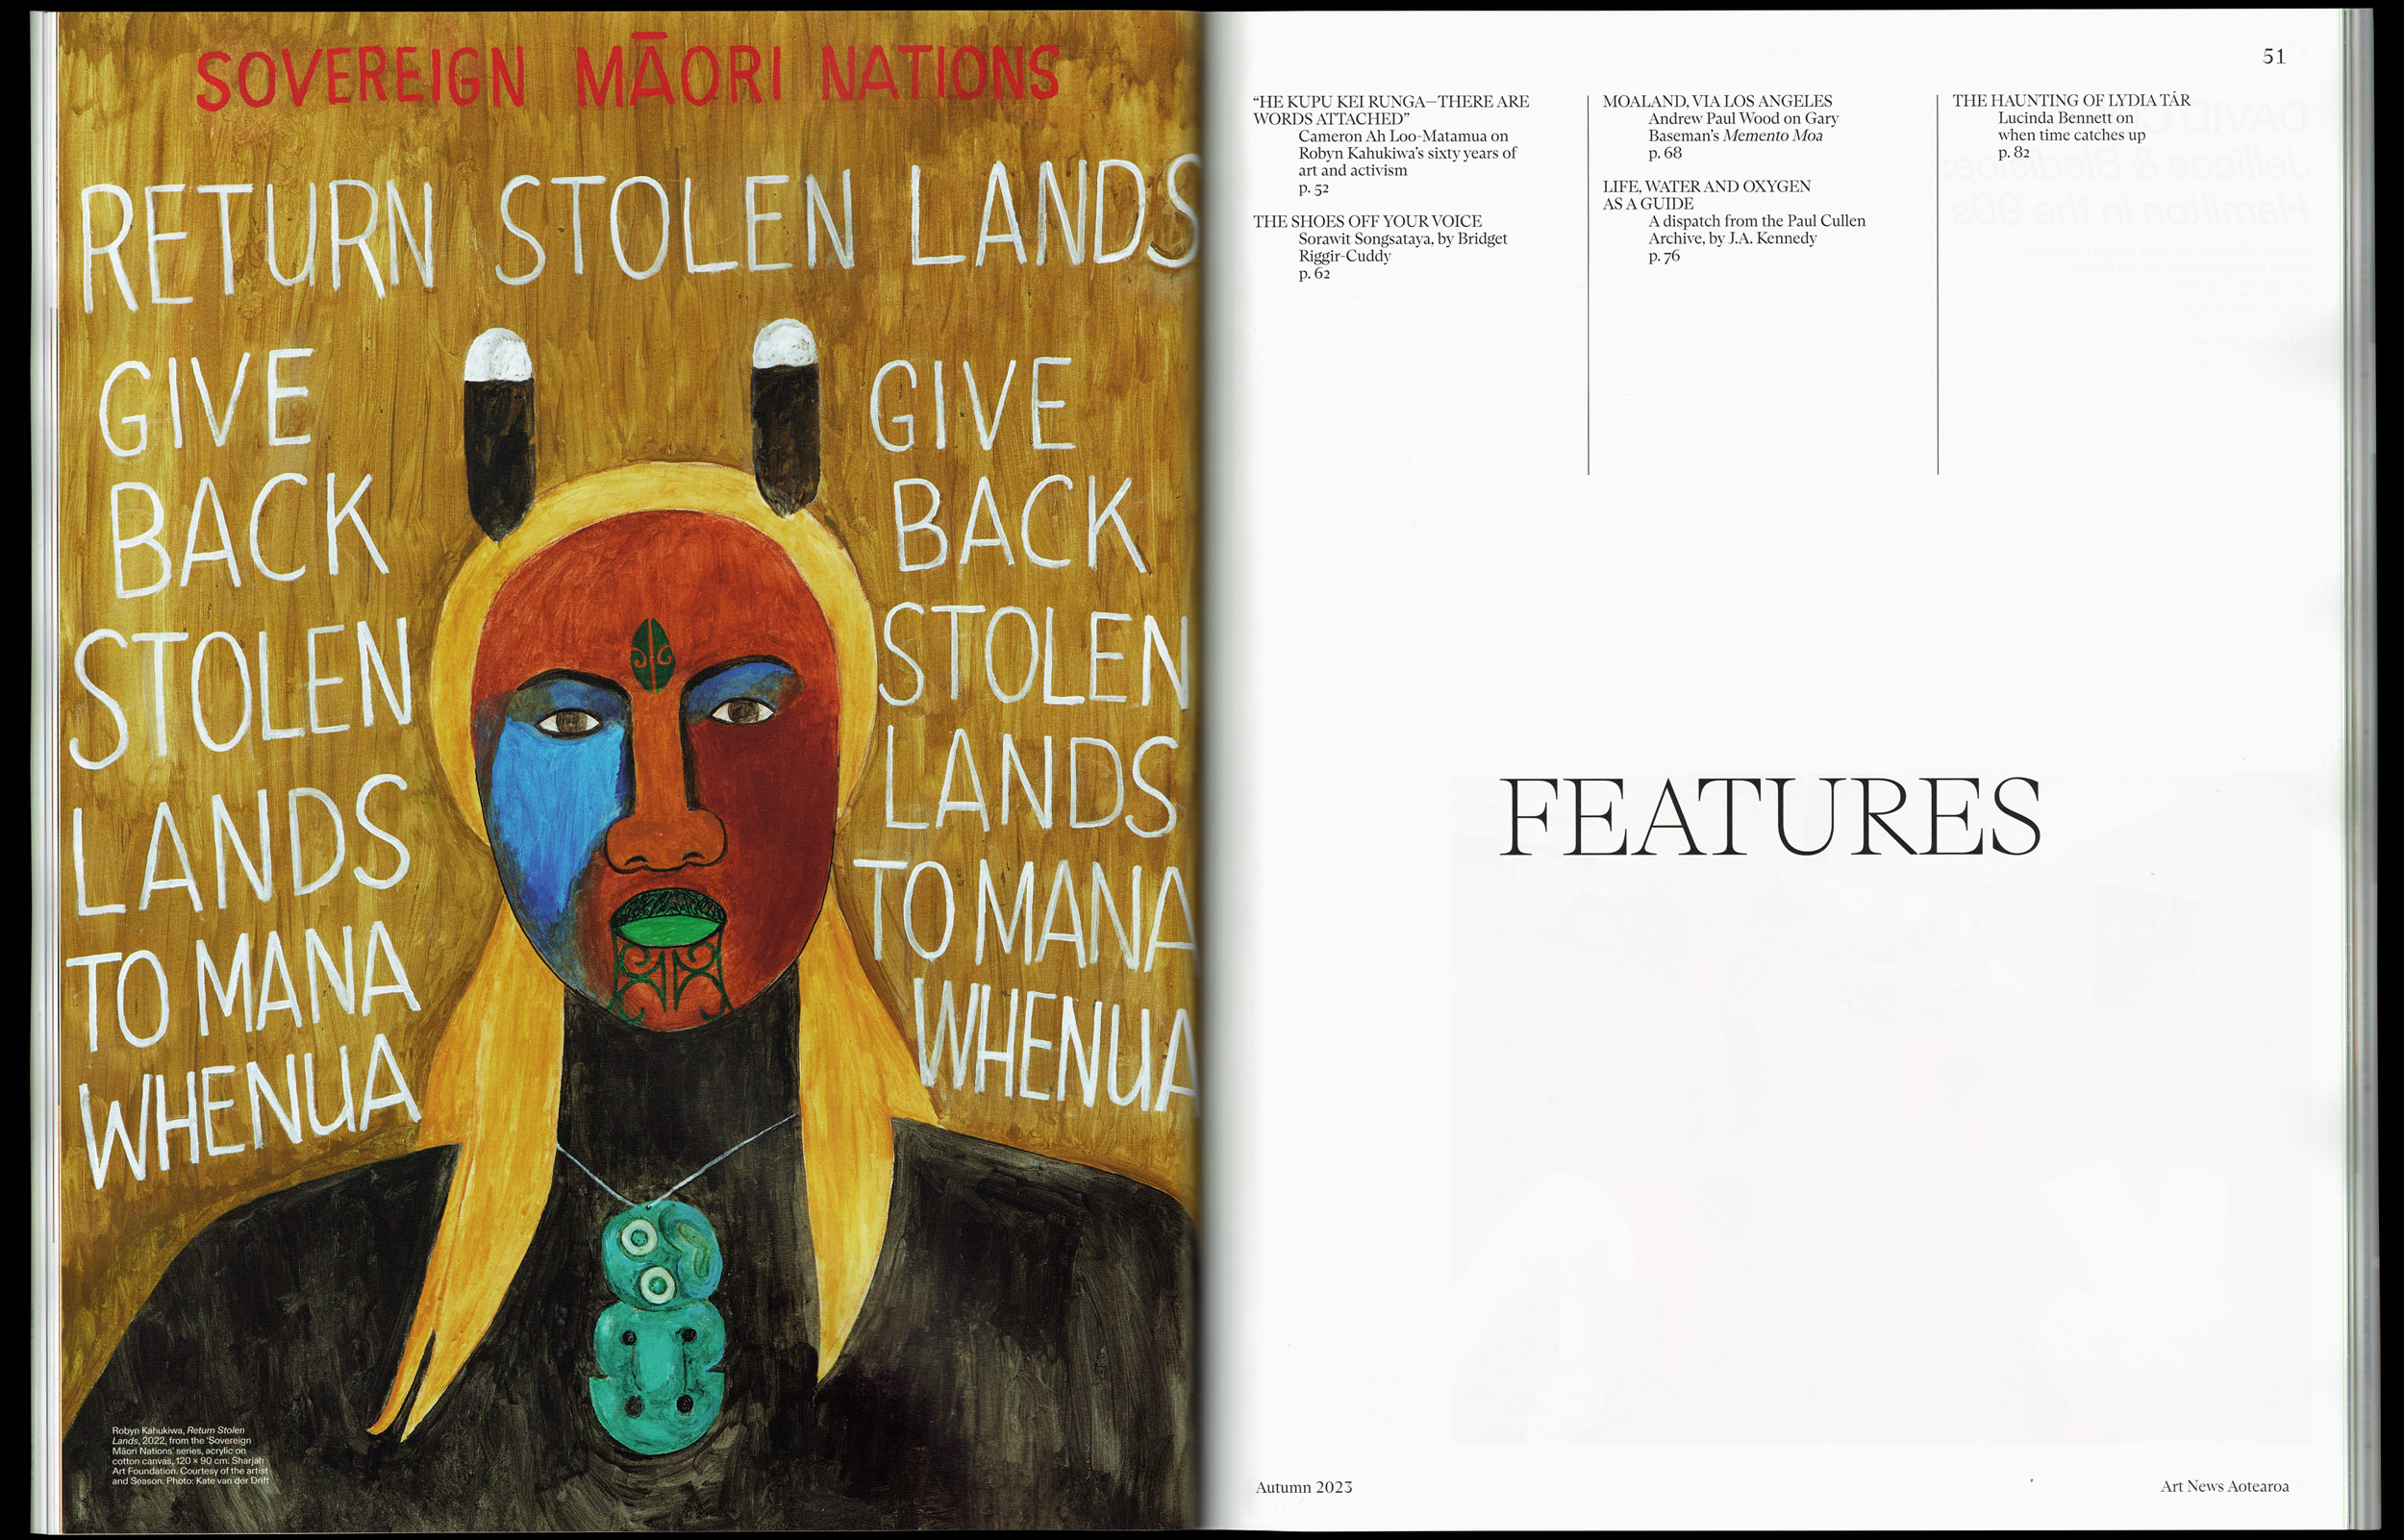 SOVEREIGN MĀORI NATIONS
RETURN STOLEN LANDS
GIVE
BACK
STOLEN
LANDS
TO MANA
WHENUA
GIVE
BACK
STOLEN
LANDS
TO MANA
WHENUA
Robyn Kahukiwa, Return Stolen
Lands, 2022, from the ‘Sovereign
Māori Nations’ series, acrylic on
cotton canvas, 120 × 90 cm. Sharjah
Art Foundation. Courtesy of the artist
and Season. Photo: Kate van der Drift
51
“HE KUPU KEI RUNGA—THERE ARE
WORDS ATTACHED”
Cameron Ah Loo-Matamua on
Robyn Kahukiwa’s sixty years of
art and activism
p. 52
THE SHOES OFF YOUR VOICE
Sorawit Songsataya, by Bridget
Riggir-Cuddy
p. 62
MOALAND, VIA LOS ANGELES
Andrew Paul Wood on Gary
Baseman’s Memento Moa
p. 68
LIFE, WATER AND OXYGEN
AS A GUIDE
A dispatch from the Paul Cullen
Archive, by J.A. Kennedy
p. 76
THE HAUNTING OF LYDIA TÁR
Lucinda Bennett on
when time catches up
p. 82
FEATURES
Autumn 2023
Art News Aotearoa